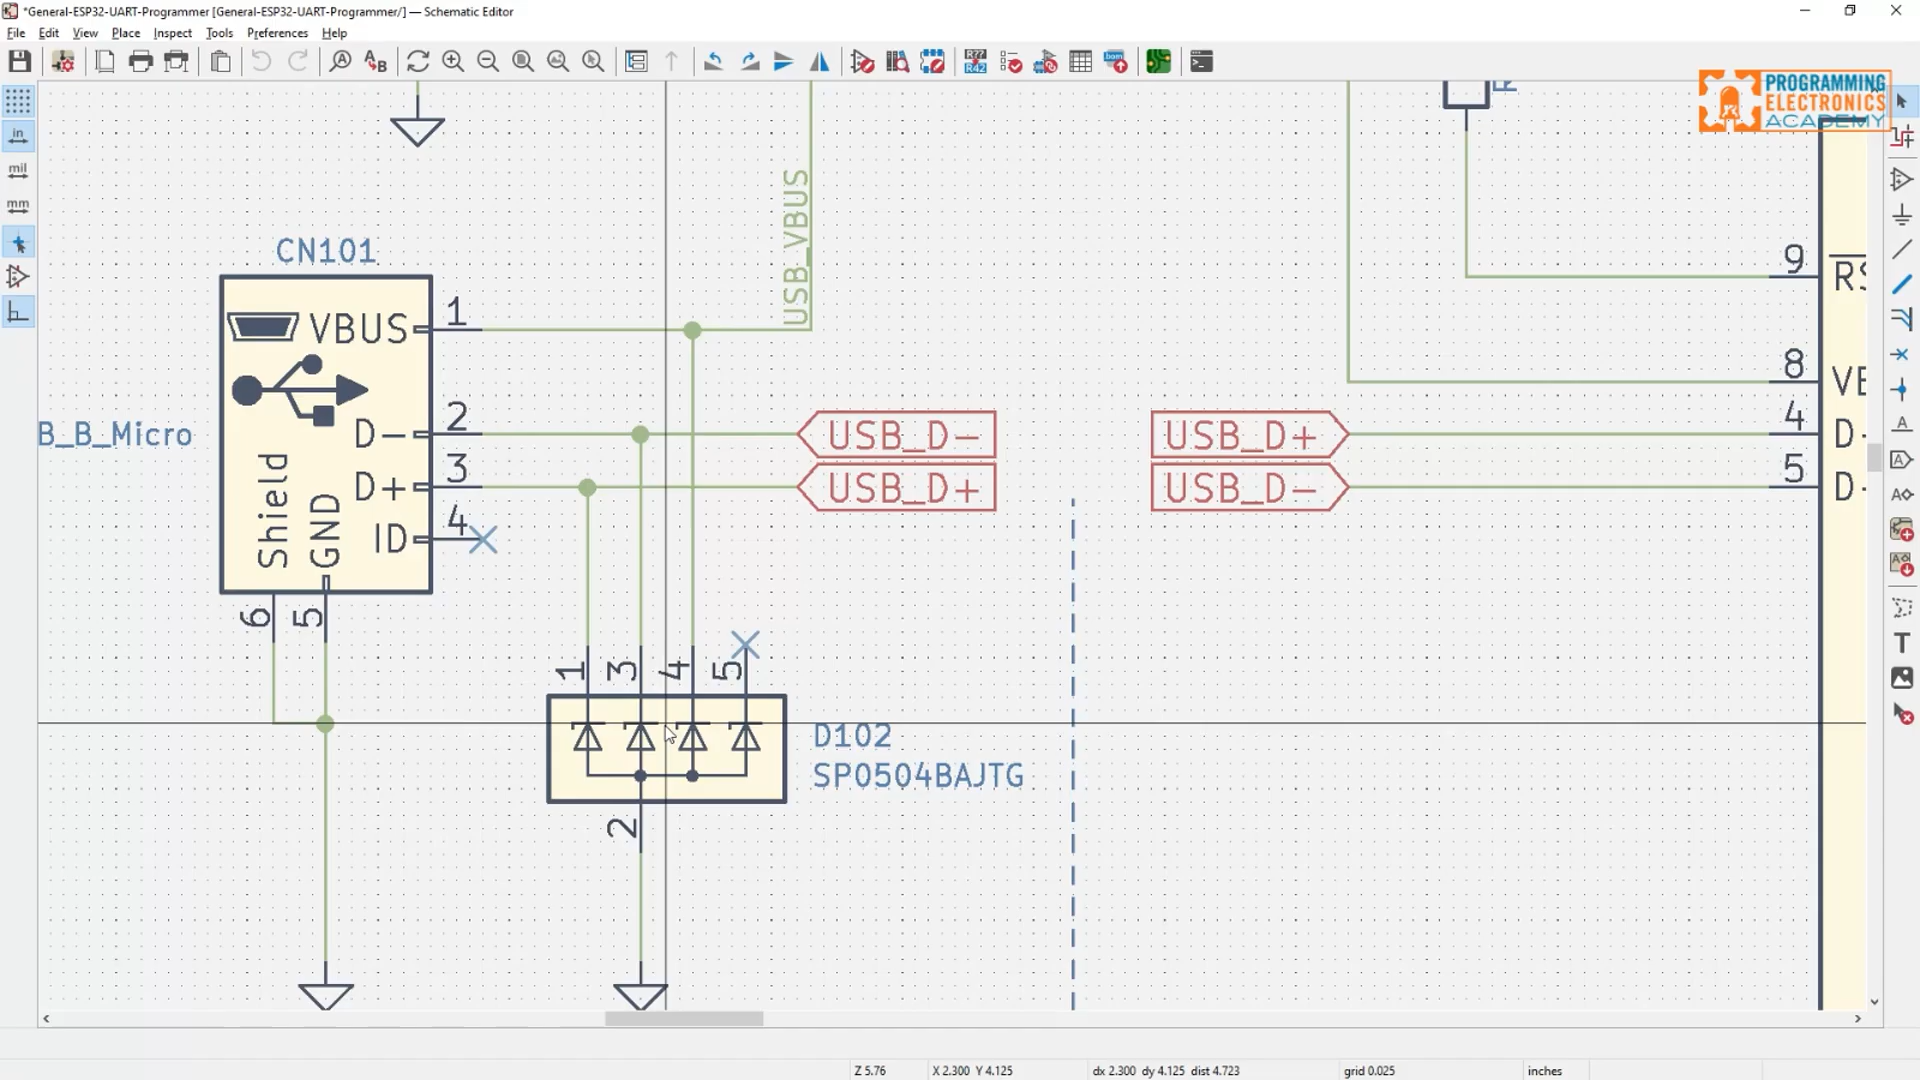 *General-ESP32-UART-Programmer [General-ESP32-UART-Programmer/] — Schematic Editor
File Edit View Place Inspect Tools Preferences Help
PROGRAMMING
ELECTRONICS
ACADEMY
in
mil
mm
USB_VBUS
CN101
VBUS
1
D-
2
D+
3
ID
4
Shield
GND
6
5
B_B_Micro
USB_D-
USB_D+
USB_D+
USB_D-
9
RS
8
4
D-
5
D-
1
3
4
5
D102
SP0504BAJTG
2
Z 5.76
X 2.300 Y 4.125
dx 2.300 dy 4.125 dist 4.723
grid 0.025
inches